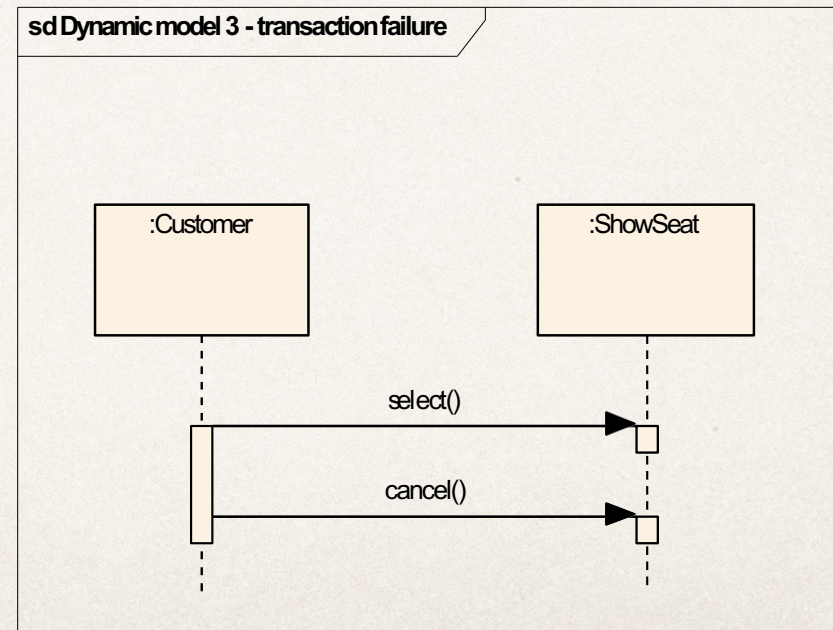 sd Dynamic model 3 - transaction failure
:Customer
:ShowSeat
select()
cancel()